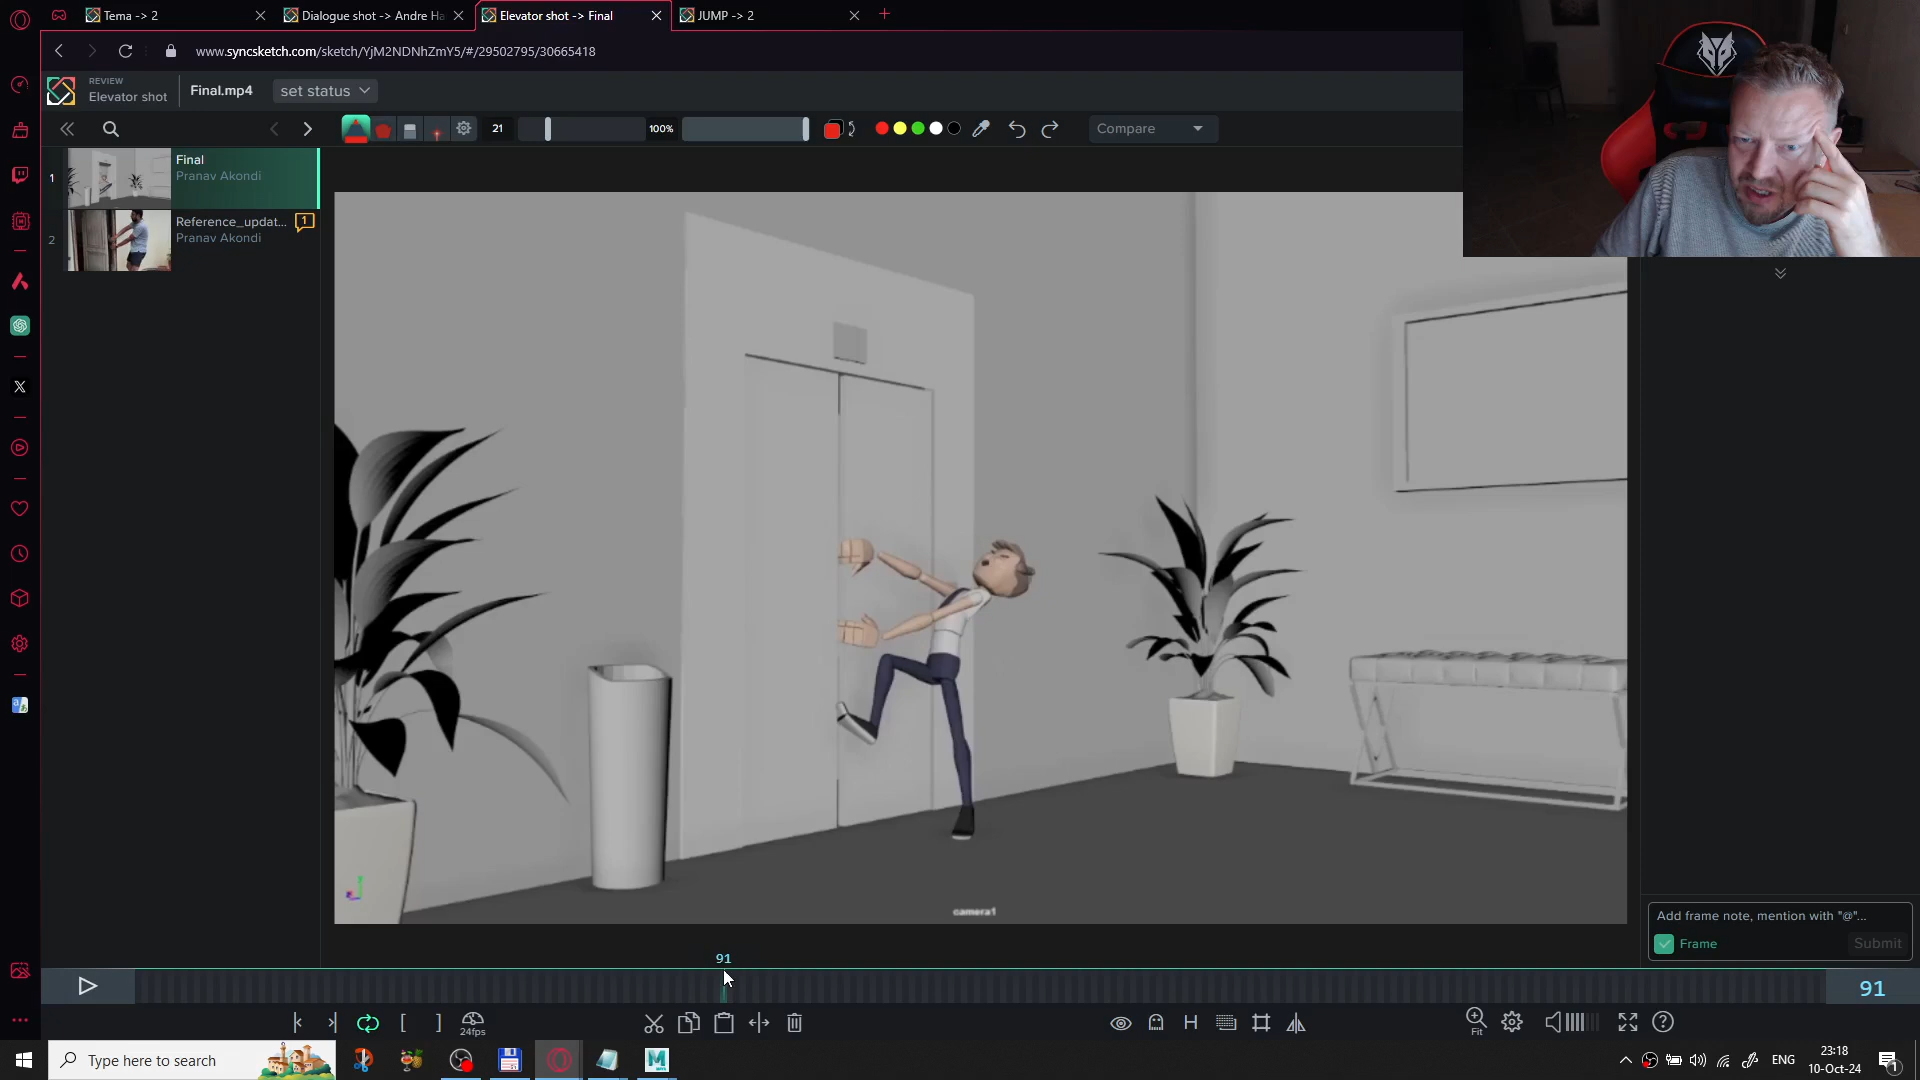 Tema -> 2
Dialogue shot -> Andre Ha
Elevator shot -> Final
JUMP -> 2
www.syncsketch.com/sketch/YjM2NDNhZmY5/#/29502795/30665418
REVIEW
Elevator shot
Final.mp4
set status
21
100%
Compare
1
Final
Pranav Akondi
2
Reference_updat...
1
Pranav Akondi
camera1
Add frame note, mention with "@"...
Frame
Submit
91
91
24fps
H
Fit
Type here to search
ENG
23:18
10-Oct-24
1